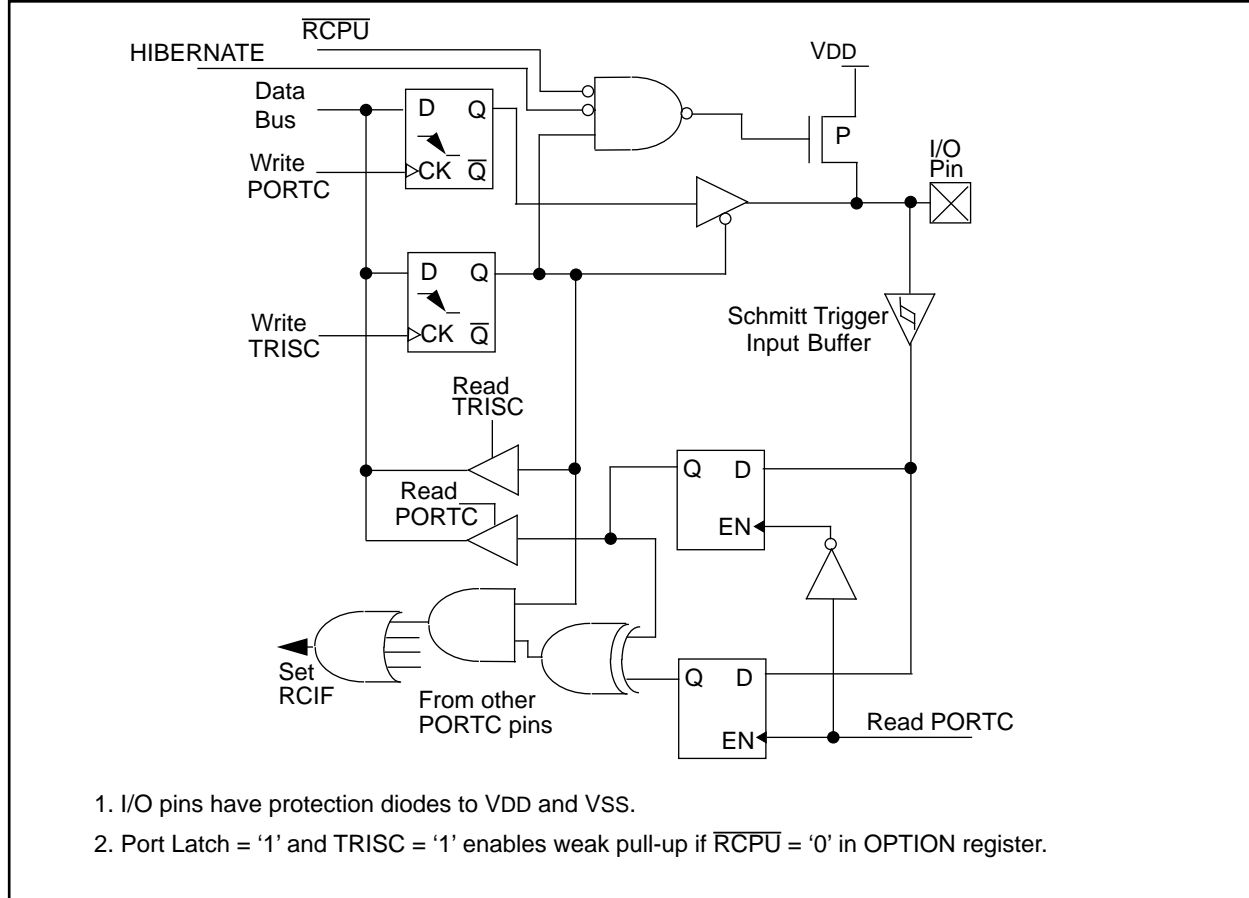 R̅C̅P̅U̅
HIBERNATE
VDD
Data
Bus
D Q
P
I/O
Pin
Write
PORTC
CK Q̅
D Q
Schmitt Trigger
Input Buffer
Write
TRISC
CK Q̅
Read
TRISC
Q D
Read
PORTC
EN
Set
RCIF
From other
PORTC pins
Q D
Read PORTC
EN
1. I/O pins have protection diodes to VDD and VSS.
2. Port Latch = ‘1’ and TRISC = ‘1’ enables weak pull-up if R̅C̅P̅U̅ = ‘0’ in OPTION register.